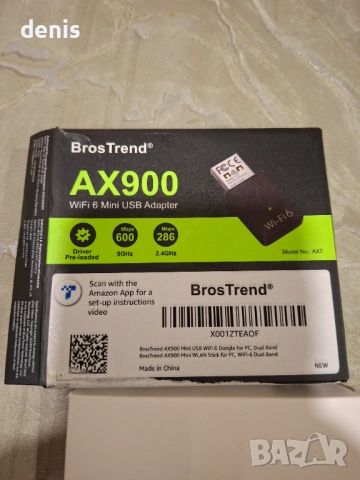 denis
BrosTrend®
AX900
WiFi 6 Mini USB Adapter
FCC CE
Wi-Fi 6
Driver Pre-loaded
Mbps
600
5GHz
Mbps
286
2.4GHz
Model No.: AX7
Scan with the
Amazon App for a
set-up instructions
video
BrosTrend®
X001ZTEAOF
BrosTrend AX900 Mini USB WiFi 6 Dongle for PC, Dual Band
BrosTrend AX900 Mini WLAN Stick für PC, WiFi-6 Dual Band
Made in China
NEW
BAZAR
bg